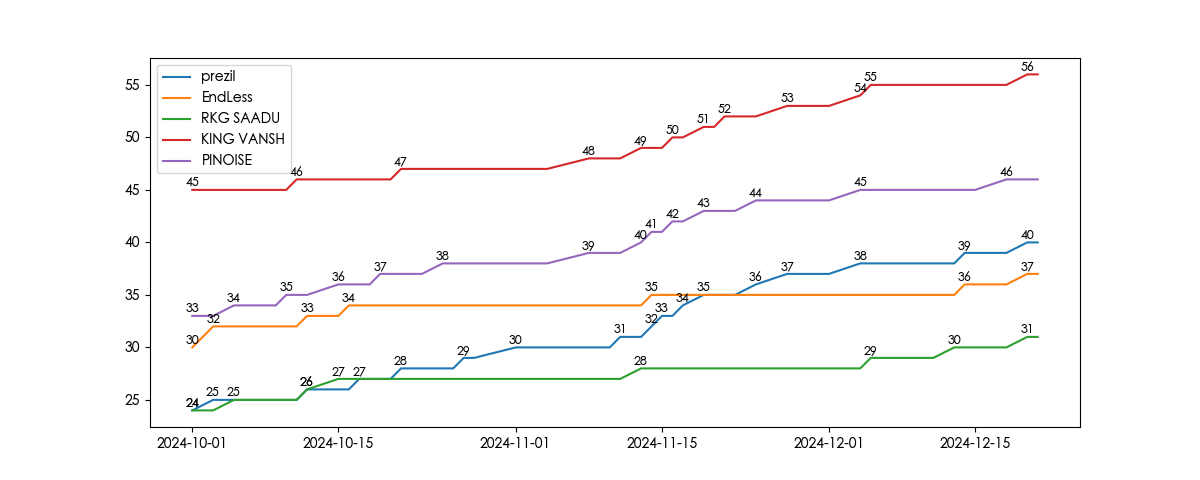 prezil
EndLess
RKG SAADU
KING VANSH
PINOISE
55
50
45
40
35
30
25
45 46 47 48 49 50 51 52 53 54 55 56
33 34 35 36 37 38 39 40 41 42 43 44 45 46
30 32 33 34 35 36 37
24 25 26 27 28 29 30 31 32 33 34 35 36 37 38 39 40
24 25 26 27 28 29 30 31
2024-10-01 2024-10-15 2024-11-01 2024-11-15 2024-12-01 2024-12-15